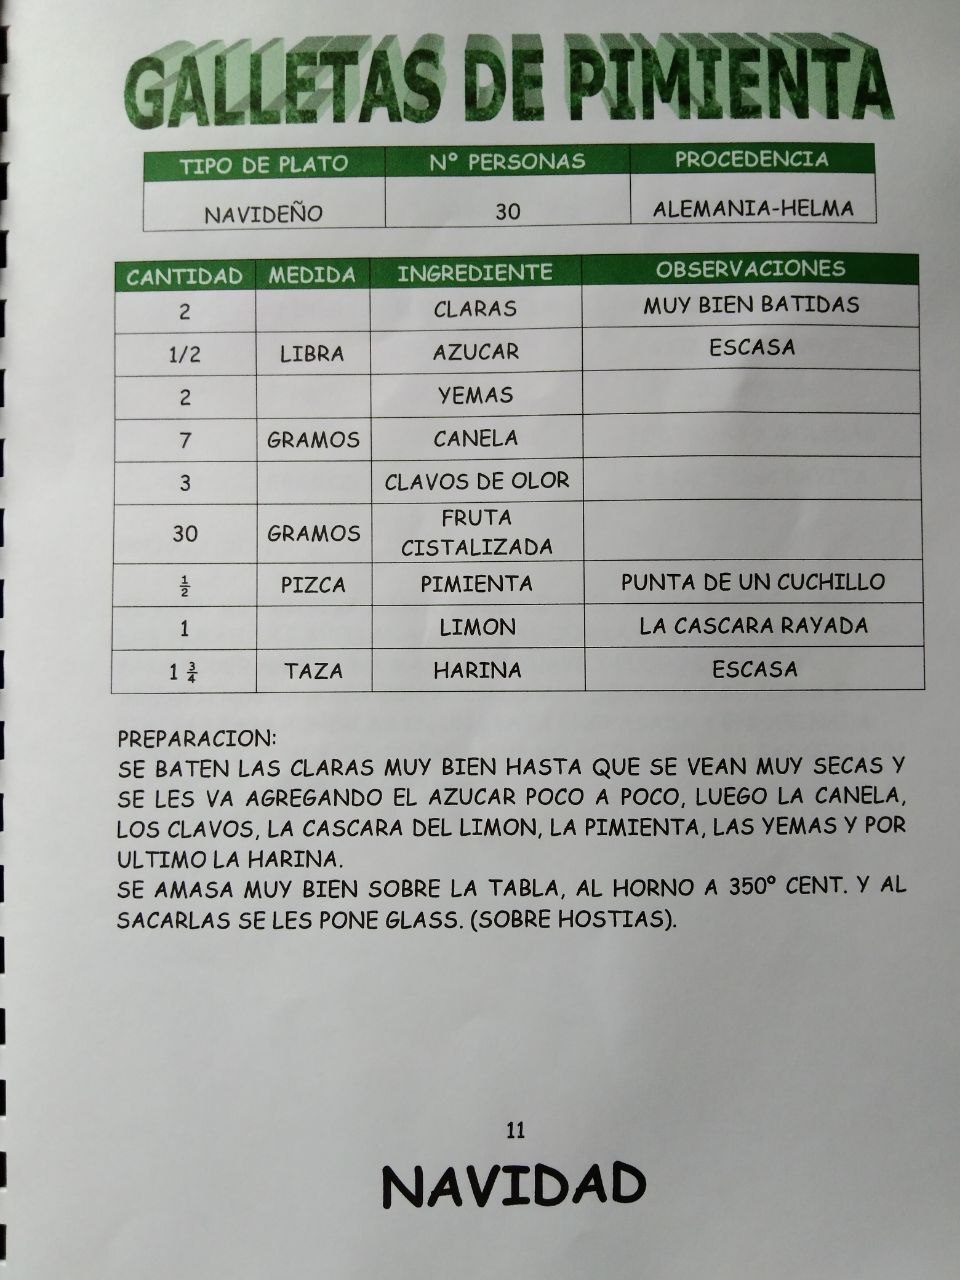 GALLETAS DE PIMIENTA
TIPO DE PLATO Nº PERSONAS PROCEDENCIA
NAVIDEÑO 30 ALEMANIA-HELMA
CANTIDAD MEDIDA INGREDIENTE OBSERVACIONES
2 CLARAS MUY BIEN BATIDAS
1/2 LIBRA AZUCAR ESCASA
2 YEMAS
7 GRAMOS CANELA
3 CLAVOS DE OLOR
30 GRAMOS FRUTA
CISTALIZADA
½ PIZCA PIMIENTA PUNTA DE UN CUCHILLO
1 LIMON LA CASCARA RAYADA
1 ¾ TAZA HARINA ESCASA
PREPARACION:
SE BATEN LAS CLARAS MUY BIEN HASTA QUE SE VEAN MUY SECAS Y
SE LES VA AGREGANDO EL AZUCAR POCO A POCO, LUEGO LA CANELA,
LOS CLAVOS, LA CASCARA DEL LIMON, LA PIMIENTA, LAS YEMAS Y POR
ULTIMO LA HARINA.
SE AMASA MUY BIEN SOBRE LA TABLA, AL HORNO A 350º CENT. Y AL
SACARLAS SE LES PONE GLASS. (SOBRE HOSTIAS).
11
NAVIDAD